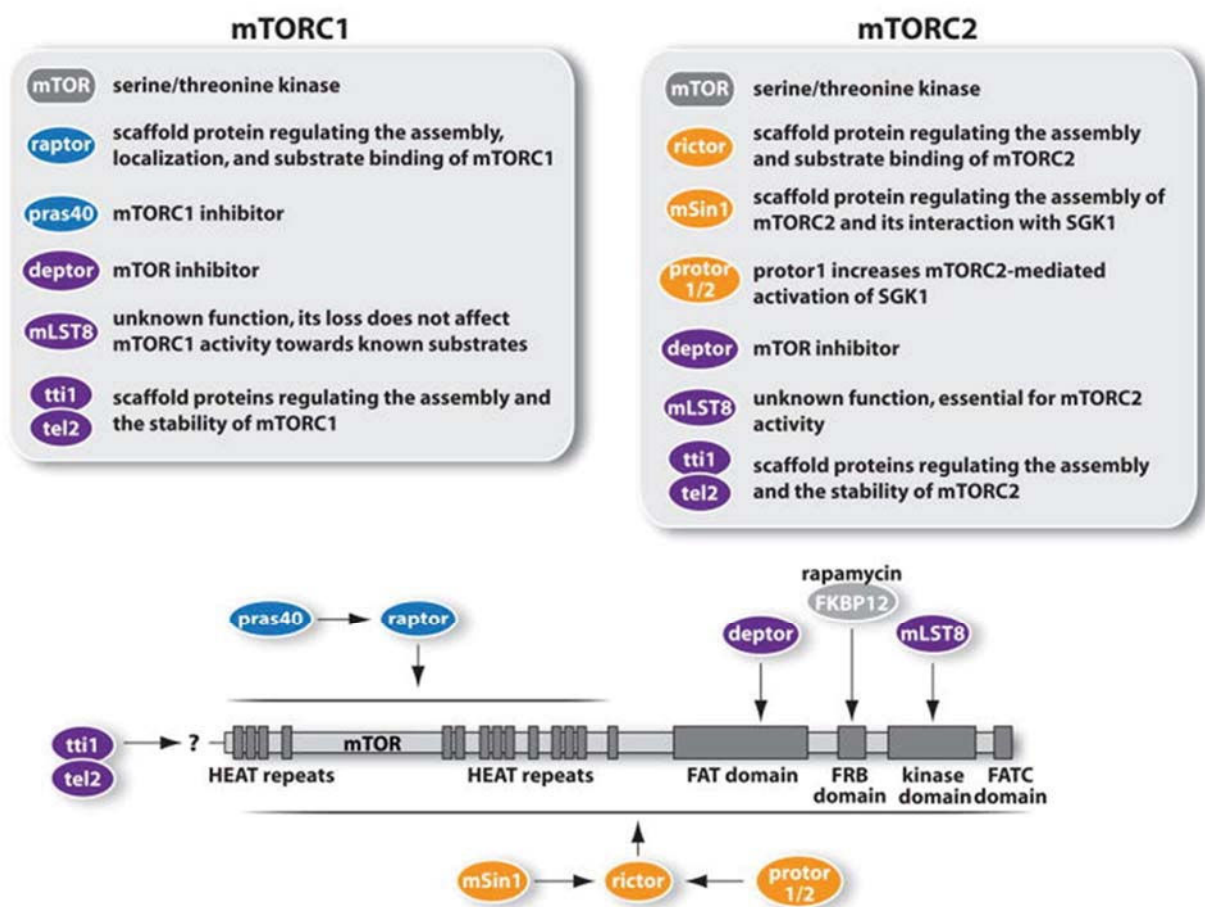 mTORC1
mTOR serine/threonine kinase
raptor scaffold protein regulating the assembly,
localization, and substrate binding of mTORC1
pras40 mTORC1 inhibitor
deptor mTOR inhibitor
mLST8 unknown function, its loss does not affect
mTORC1 activity towards known substrates
tti1
tel2
scaffold proteins regulating the assembly and
the stability of mTORC1
mTORC2
mTOR serine/threonine kinase
rictor scaffold protein regulating the assembly
and substrate binding of mTORC2
mSin1 scaffold protein regulating the assembly of
mTORC2 and its interaction with SGK1
protor
1/2
protor1 increases mTORC2-mediated
activation of SGK1
deptor mTOR inhibitor
mLST8 unknown function, essential for mTORC2
activity
tti1
tel2
scaffold proteins regulating the assembly
and the stability of mTORC2
rapamycin
FKBP12
pras40 raptor deptor mLST8
tti1
tel2
?
mTOR
HEAT repeats HEAT repeats FAT domain FRB
domain
kinase
domain
FATC
domain
mSin1 rictor protor
1/2